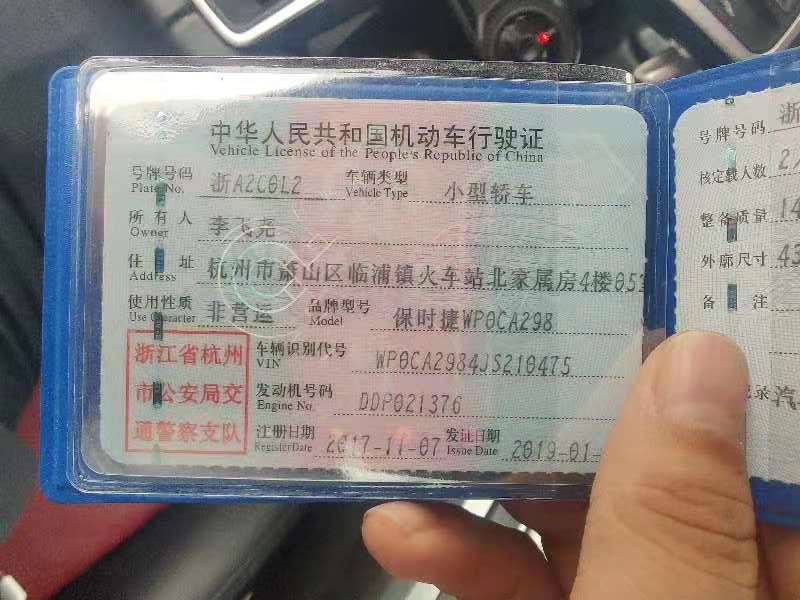 中华人民共和国机动车行驶证
Vehicle License of the People's Republic of China
号牌号码
Plate No.
浙A2C0L2
车辆类型
Vehicle Type
小型轿车
所有人
Owner
李飞尧
住址
Address
杭州市萧山区临浦镇火车站北家属房4楼05
使用性质
Use Character
非营运
品牌型号
Model
保时捷WP0CA298
浙江省杭州
市公安局交
通警察支队
车辆识别代号
VIN
WP0CA2984JS210475
发动机号码
Engine No.
DDP021376
注册日期
Register Date
2017-11-07
发证日期
Issue Date
2019-01-
号牌号码
浙
核定载人数
2
整备质量
14
外廓尺寸
43
备注
记录
汽